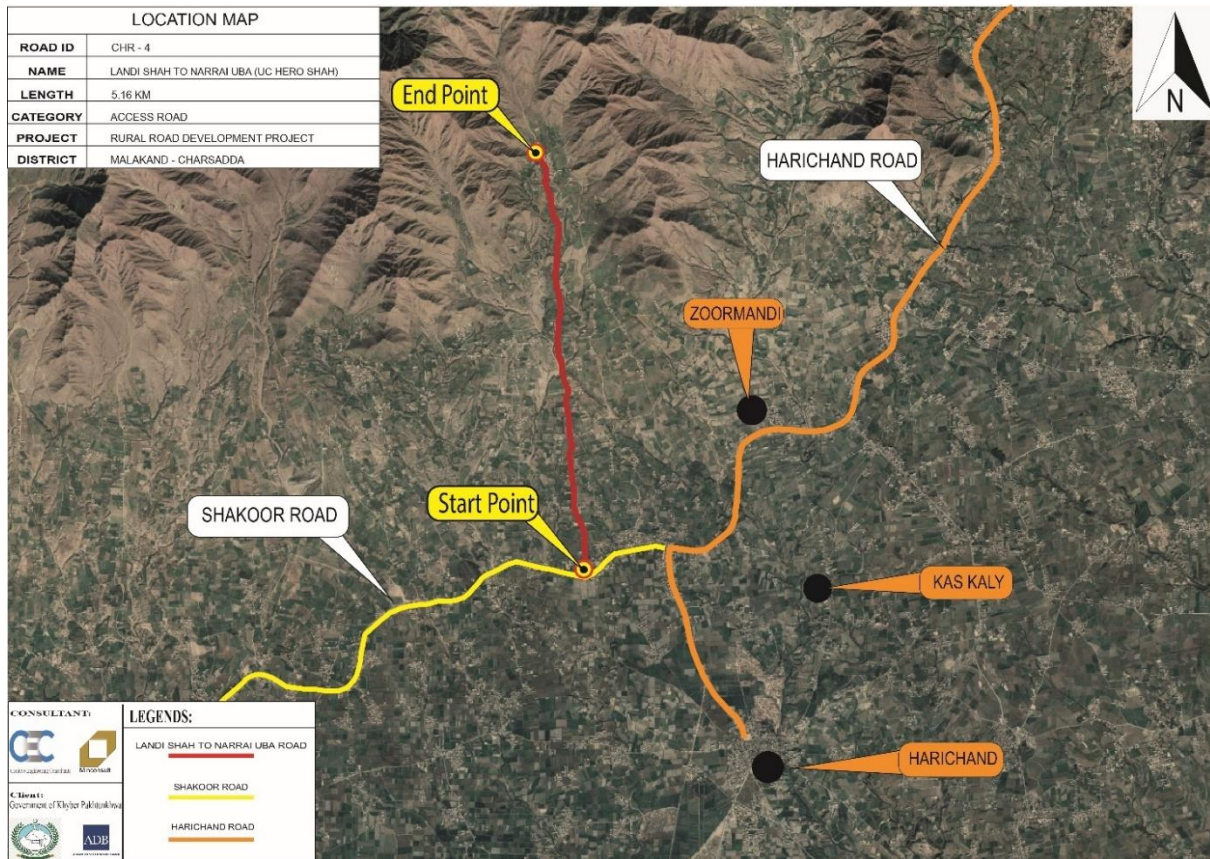 LOCATION MAP
ROAD ID CHR - 4
NAME LANDI SHAH TO NARRAI UBA (UC HERO SHAH)
LENGTH 5.16 KM
CATEGORY ACCESS ROAD
PROJECT RURAL ROAD DEVELOPMENT PROJECT
DISTRICT MALAKAND - CHARSADDA
N
End Point
HARICHAND ROAD
ZOORMANDI
Start Point
SHAKOOR ROAD
KAS KALY
HARICHAND
CONSULTANT:
CEC
Client:
Government of Khyber Pakhtunkhwa
ADB
LEGENDS:
LANDI SHAH TO NARRAI UBA ROAD
SHAKOOR ROAD
HARICHAND ROAD